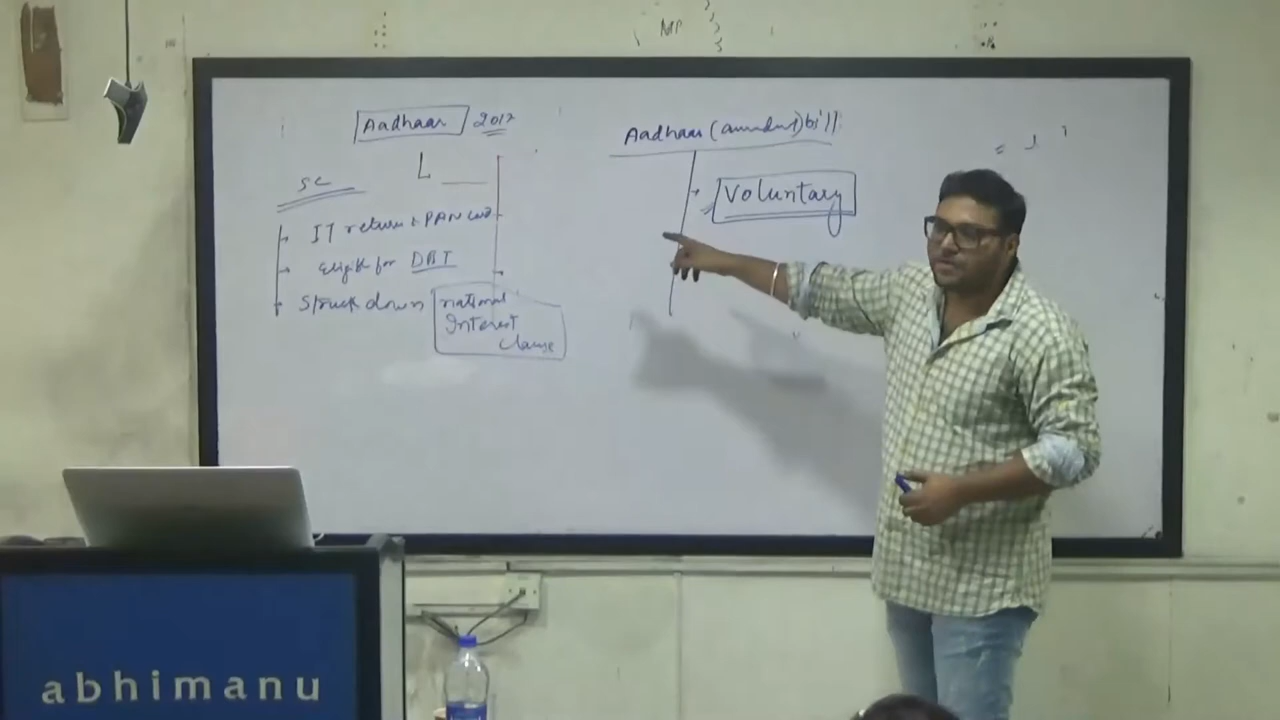 Aadhaar 2017
L
SC
IT return & PAN card
eligible for DBT
Struck down national
Interest
clause
Aadhaar (amendment) bill
Voluntary
abhimanu